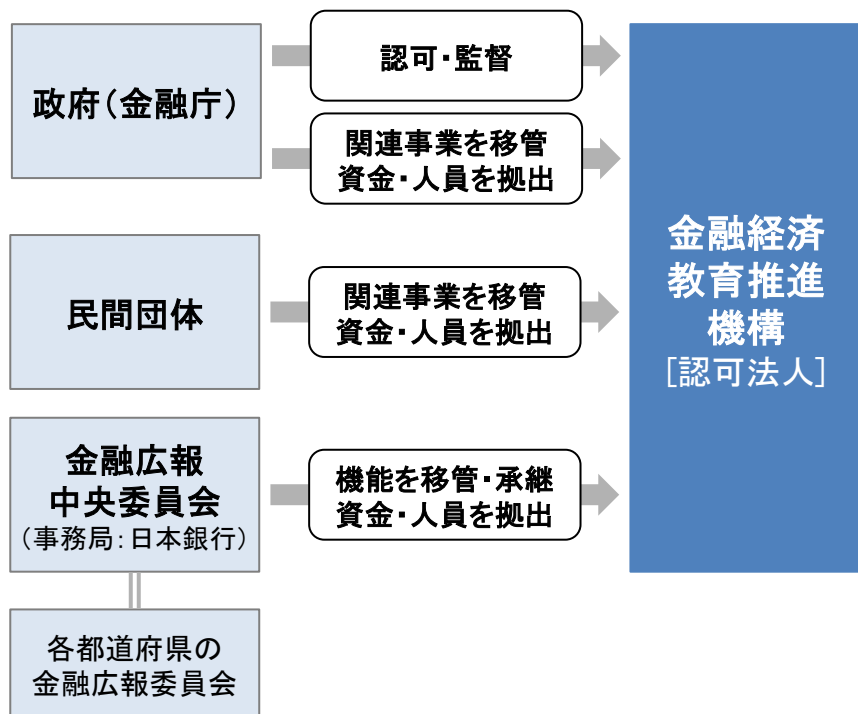 政府（金融庁）
認可・監督
関連事業を移管
資金・人員を拠出
民間団体
関連事業を移管
資金・人員を拠出
金融広報
中央委員会
（事務局：日本銀行）
機能を移管・承継
資金・人員を拠出
各都道府県の
金融広報委員会
金融経済
教育推進
機構
［認可法人］